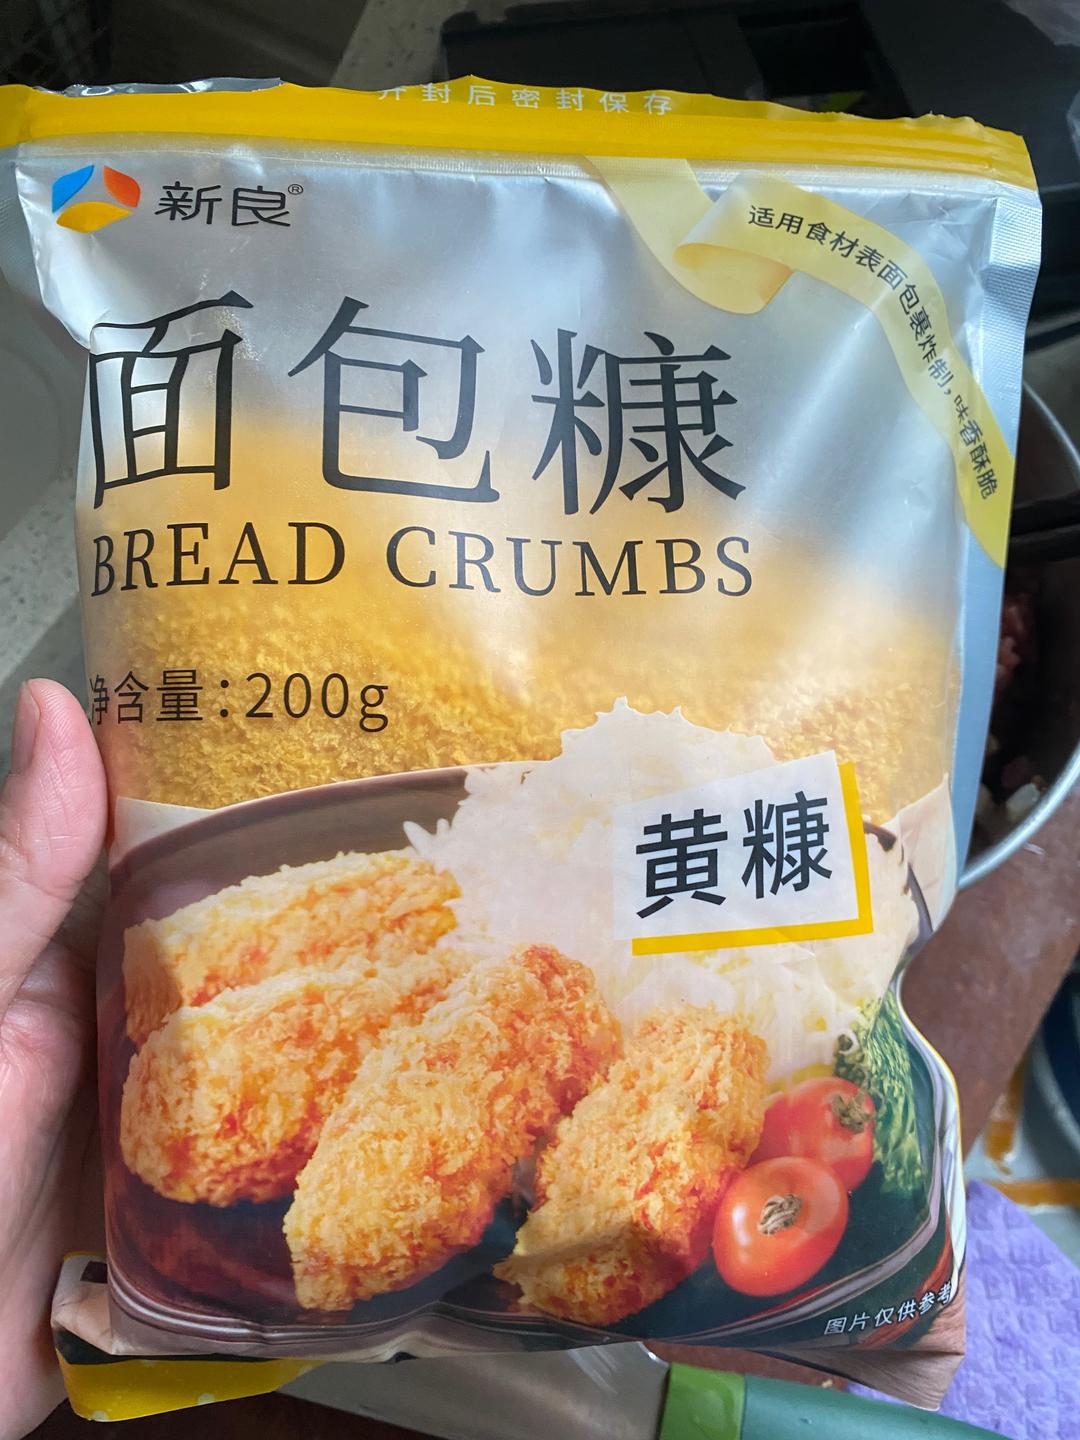 开封后密封保存
新良®
适用食材表面包裹炸制，味香酥脆
面包糠
BREAD CRUMBS
净含量：200g
黄糠
图片仅供参考